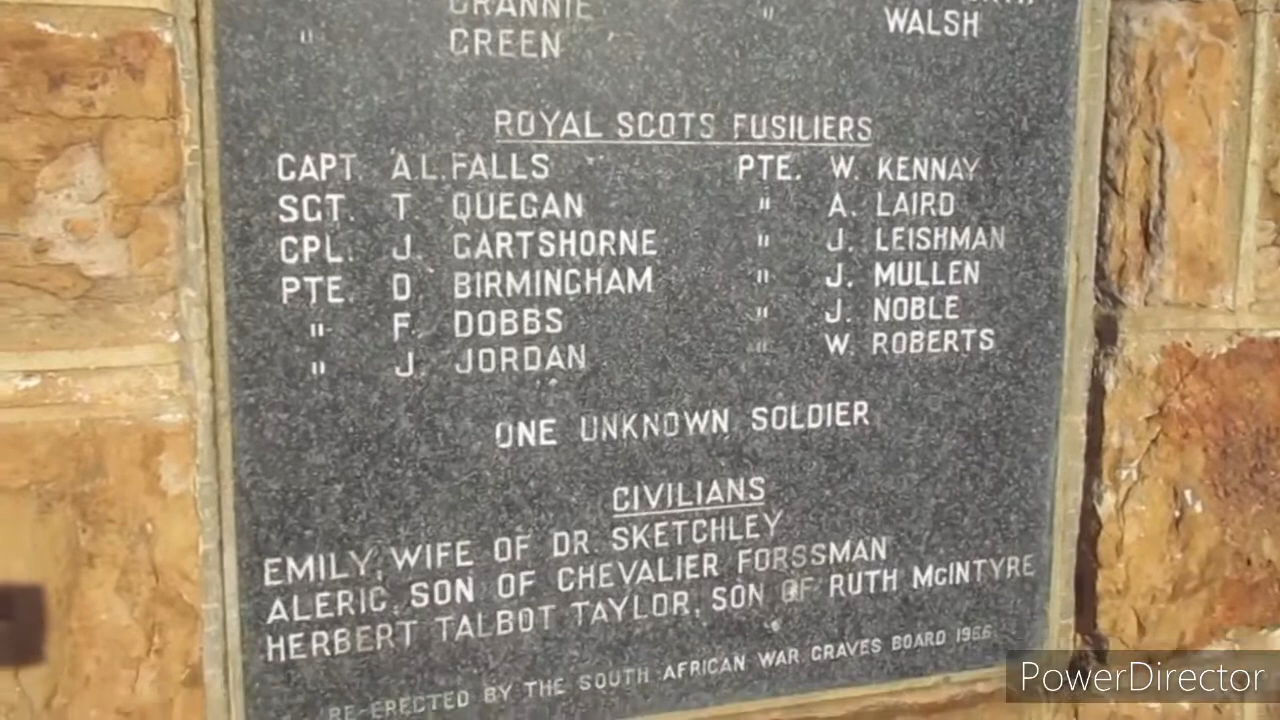 GRANNIE "
" GREEN WALSH
ROYAL SCOTS FUSILIERS
CAPT. A.L. FALLS PTE. W. KENNAY
SGT. T. QUEGAN " A. LAIRD
CPL. J. GARTSHORNE " J. LEISHMAN
PTE. D. BIRMINGHAM " J. MULLEN
" F. DOBBS " J. NOBLE
" J. JORDAN " W. ROBERTS
ONE UNKNOWN SOLDIER
CIVILIANS
EMILY, WIFE OF DR. SKETCHLEY
ALERIC, SON OF CHEVALIER FORSSMAN
HERBERT TALBOT TAYLOR, SON OF RUTH McINTYRE
RE-ERECTED BY THE SOUTH AFRICAN WAR GRAVES BOARD 1966
PowerDirector